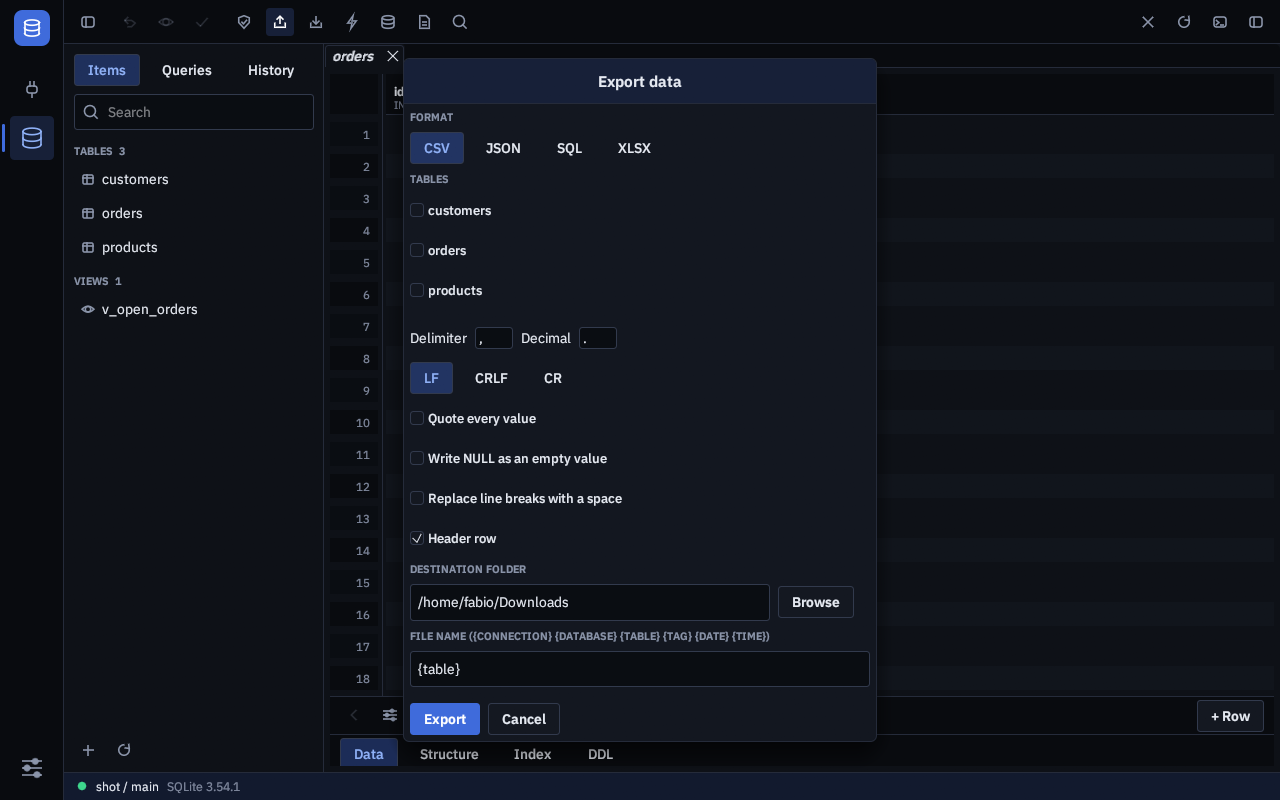 Items Queries History
Search
TABLES 3
customers
orders
products
VIEWS 1
v_open_orders
orders
1
2
3
4
5
6
7
8
9
10
11
12
13
14
15
16
17
18
Export data
FORMAT
CSV JSON SQL XLSX
TABLES
customers
orders
products
Delimiter , Decimal .
LF CRLF CR
Quote every value
Write NULL as an empty value
Replace line breaks with a space
Header row
DESTINATION FOLDER
/home/fabio/Downloads Browse
FILE NAME ({CONNECTION} {DATABASE} {TABLE} {TAG} {DATE} {TIME})
{table}
Export Cancel
+ Row
Data Structure Index DDL
shot / main SQLite 3.54.1